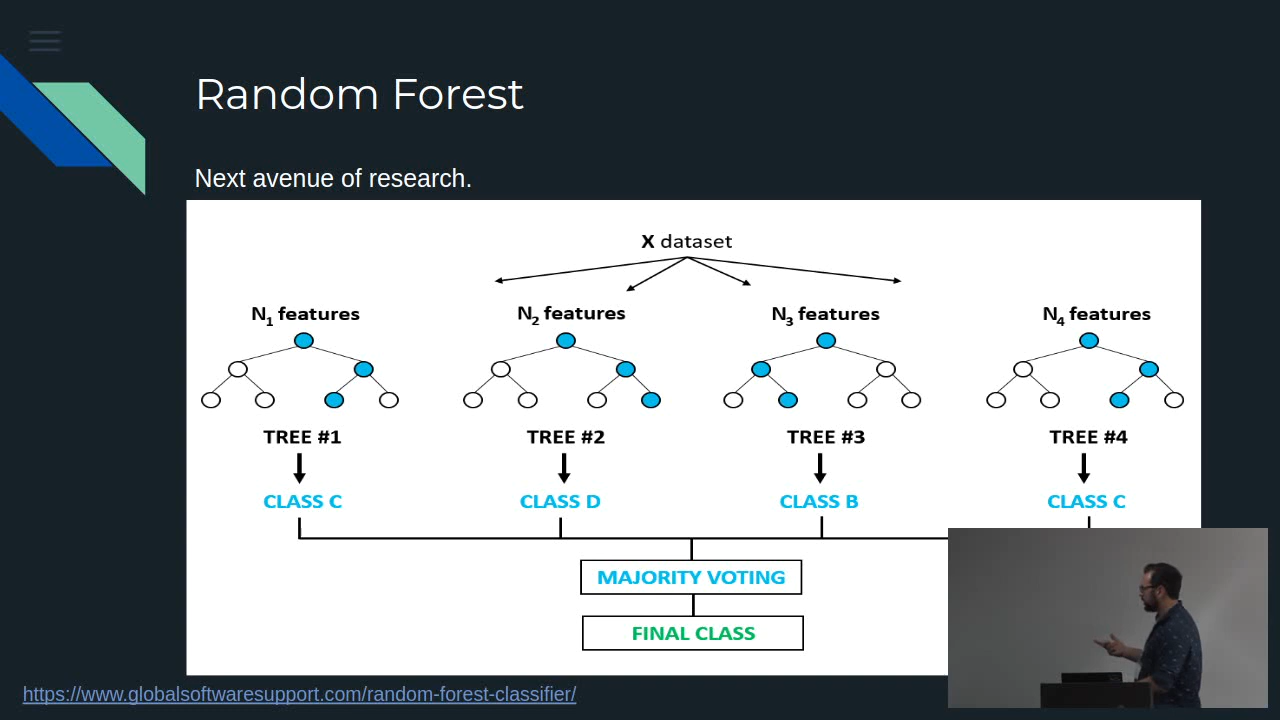 Random Forest
Next avenue of research.
X dataset
N1 features
N2 features
N3 features
N4 features
TREE #1
TREE #2
TREE #3
TREE #4
CLASS C
CLASS D
CLASS B
CLASS C
MAJORITY VOTING
FINAL CLASS
https://www.globalsoftwaresupport.com/random-forest-classifier/